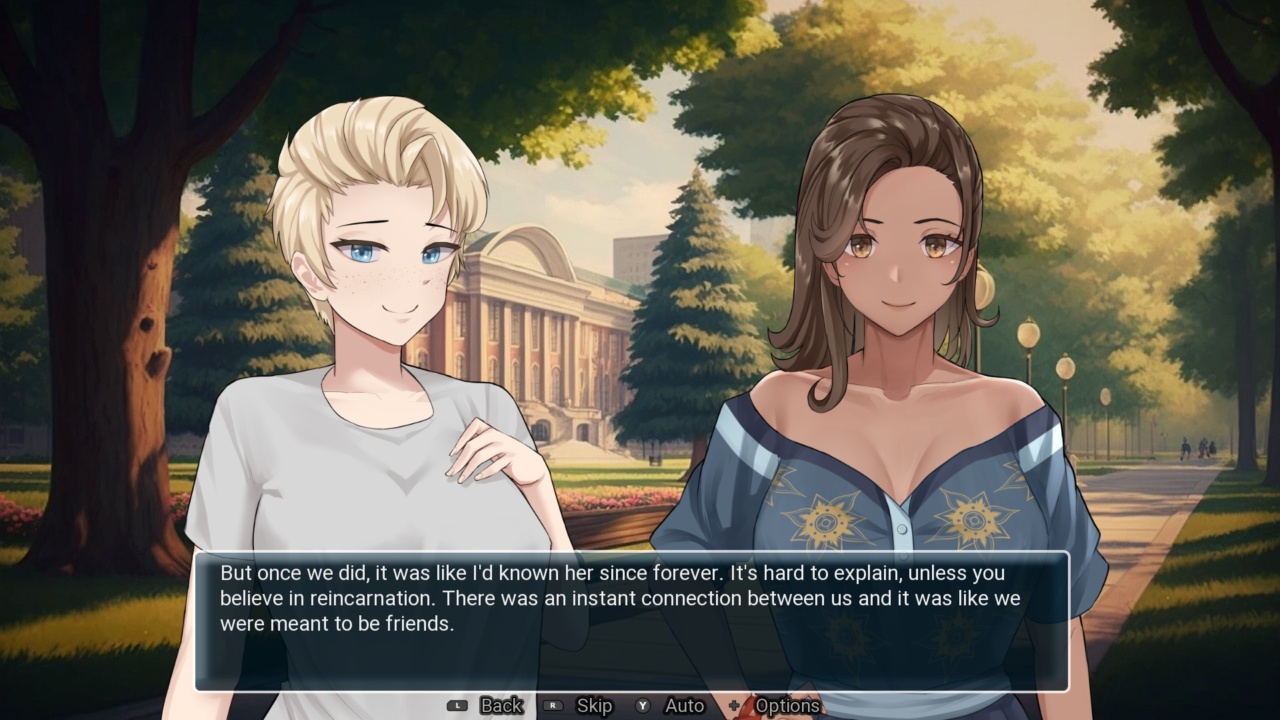 But once we did, it was like I'd known her since forever. It's hard to explain, unless you
believe in reincarnation. There was an instant connection between us and it was like we
were meant to be friends.
L Back R Skip Y Auto + Options